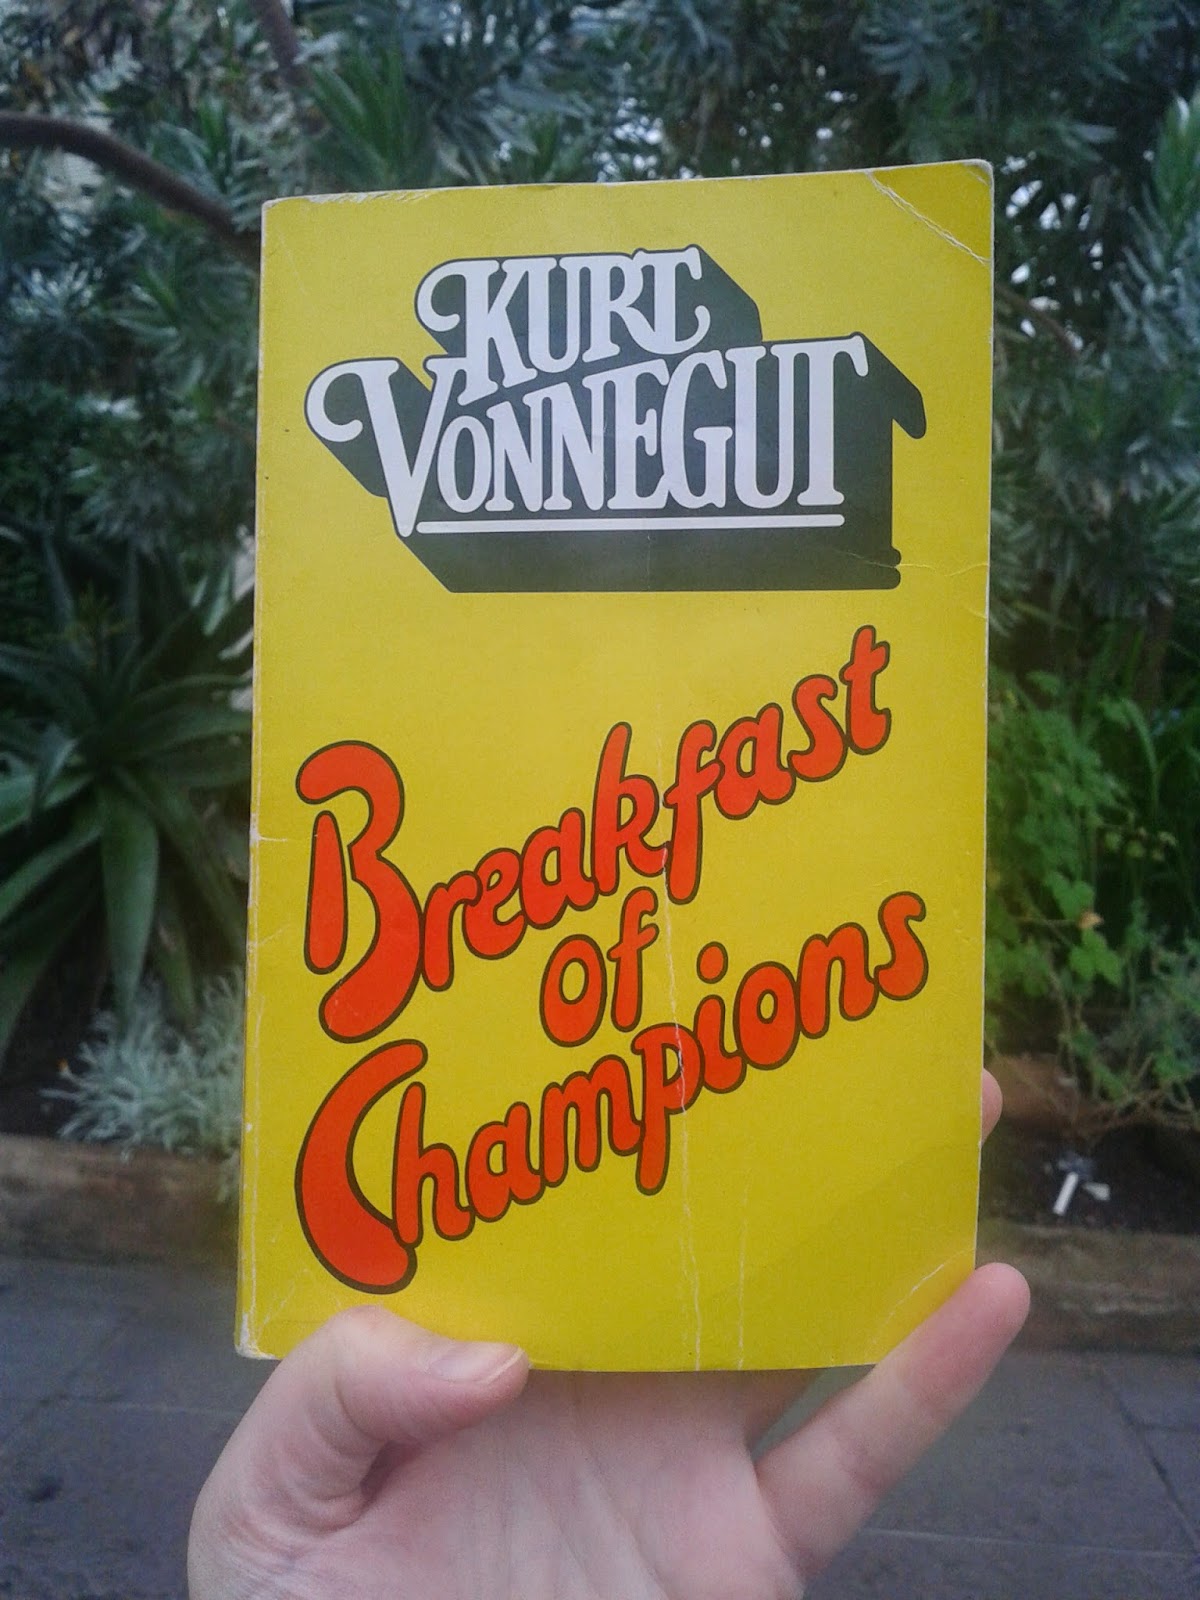 KURT
VONNEGUT
Breakfast
of
Champions